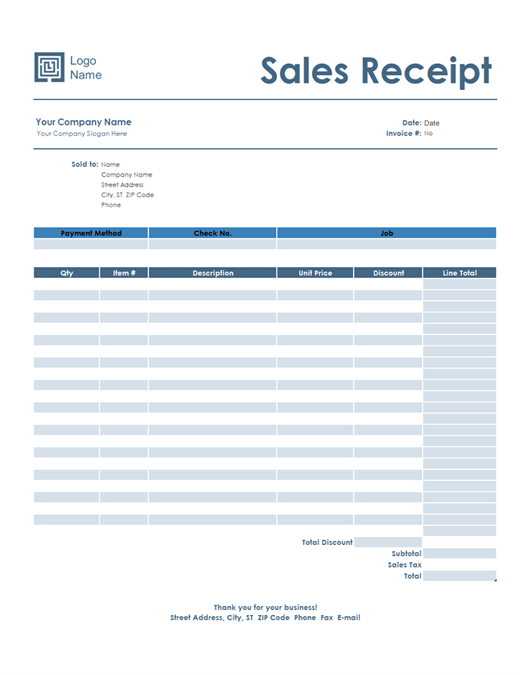 Logo
Name
Sales Receipt
Your Company Name
Your Company Slogan Here
Date: Date
Invoice #: No
Sold to: Name
Company Name
Street Address
City, ST  ZIP Code
Phone
Payment Method Check No. Job
Qty Item # Description Unit Price Discount Line Total
Total Discount
Subtotal
Sales Tax
Total
Thank you for your business!
Street Address, City, ST  ZIP Code  Phone  Fax  E-mail